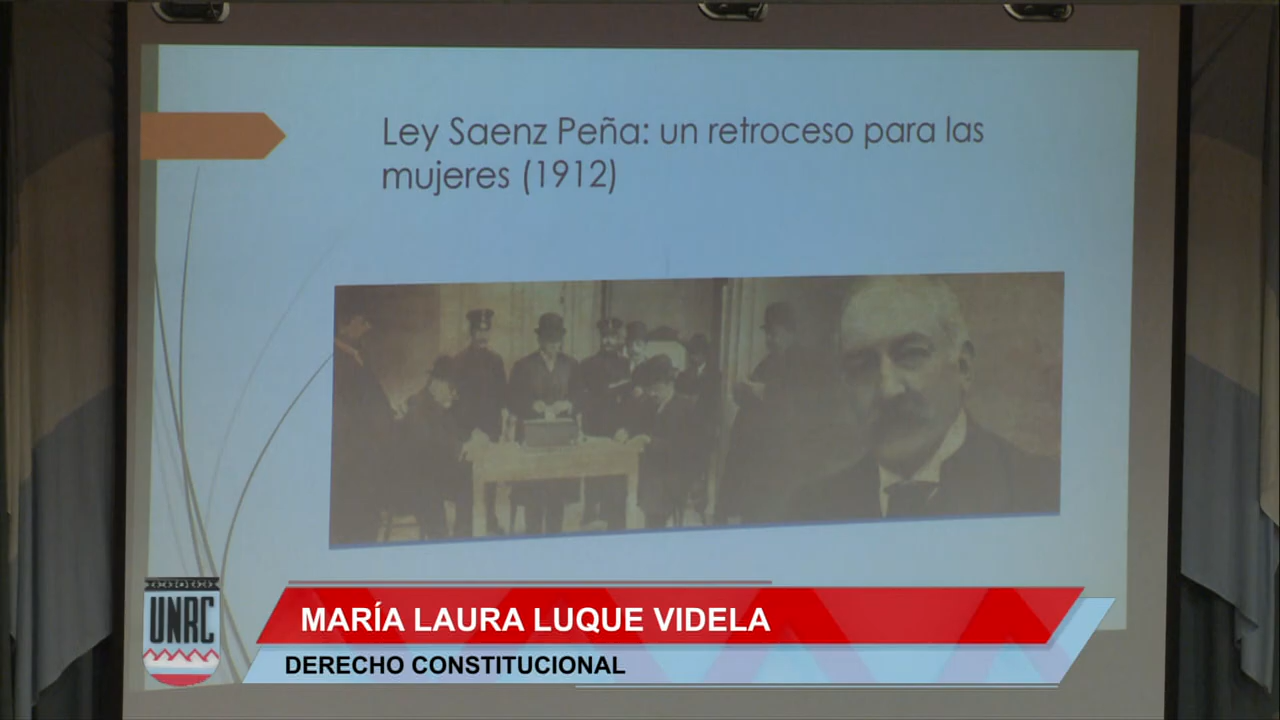 Ley Saenz Peña: un retroceso para las
mujeres (1912)
UNRC
MARÍA LAURA LUQUE VIDELA
DERECHO CONSTITUCIONAL